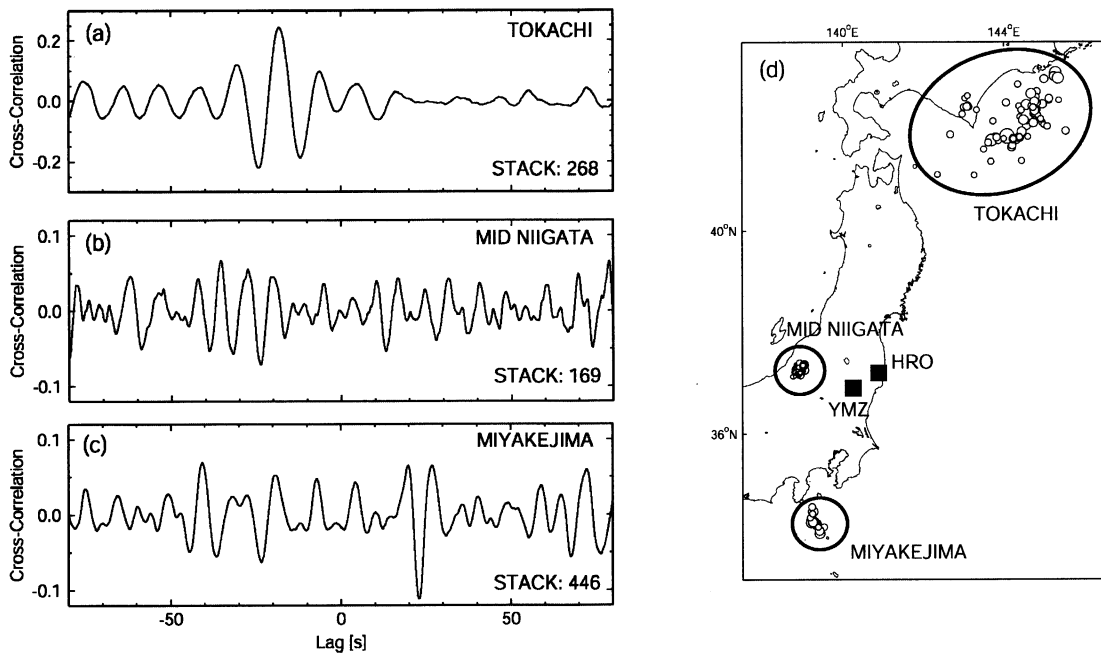 (a)
TOKACHI
STACK: 268
Cross-Correlation
0.2
0.0
-0.2
(b)
MID NIIGATA
STACK: 169
Cross-Correlation
0.1
0.0
-0.1
(c)
MIYAKEJIMA
STACK: 446
Cross-Correlation
0.1
0.0
-0.1
-50
0
50
Lag [s]
140°E
144°E
(d)
TOKACHI
40°N
MID NIIGATA
HRO
YMZ
36°N
MIYAKEJIMA